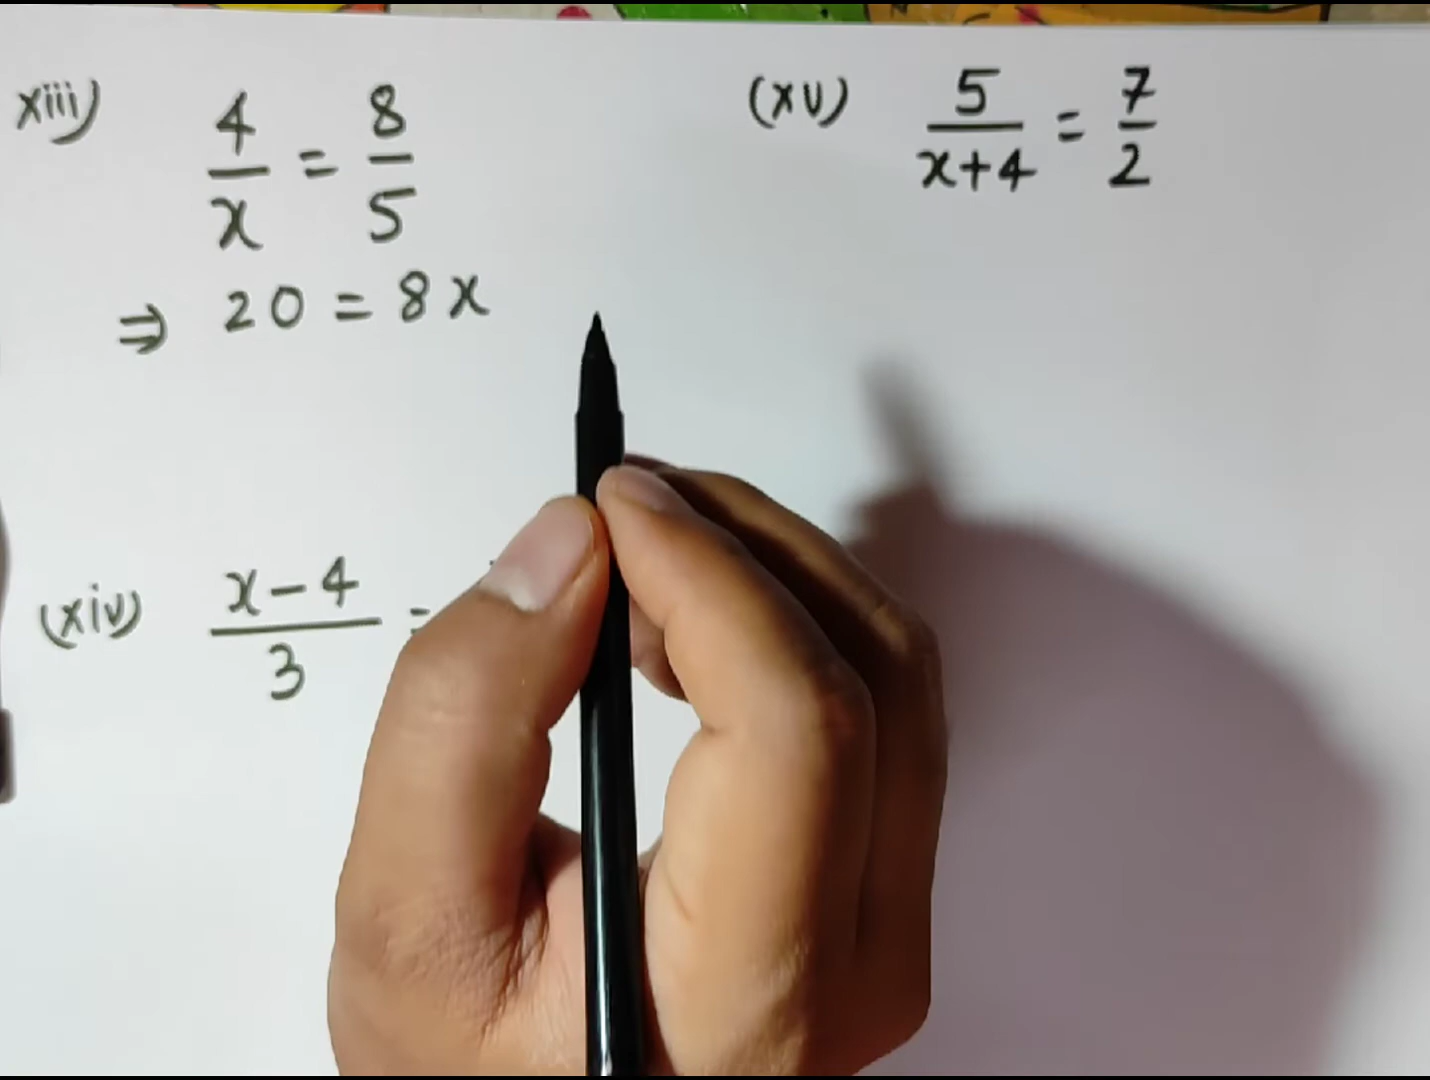 xiii) 4/x = 8/5
⇒ 20 = 8x
(xiv) x-4/3 =
(xv) 5/x+4 = 7/2